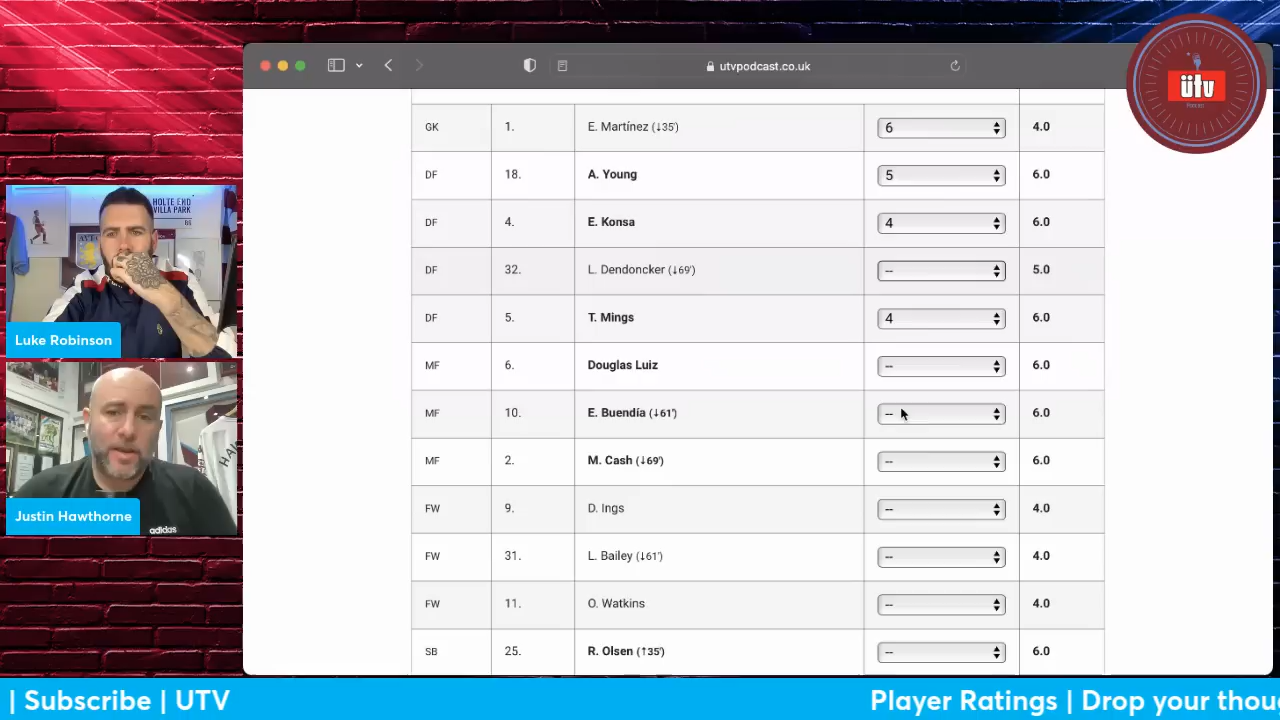 utvpodcast.co.uk
ütv
GK 1. E. Martínez (↓35') 6 4.0
DF 18. A. Young 5 6.0
DF 4. E. Konsa 4 6.0
DF 32. L. Dendoncker (↓69') -- 5.0
DF 5. T. Mings 4 6.0
MF 6. Douglas Luiz -- 6.0
MF 10. E. Buendía (↓61') -- 6.0
MF 2. M. Cash (↓69') -- 6.0
FW 9. D. Ings -- 4.0
FW 31. L. Bailey (↓61') -- 4.0
FW 11. O. Watkins -- 4.0
SB 25. R. Olsen (↑35') -- 6.0
HOLTE END
VILLA PARK
Luke Robinson
adidas
Justin Hawthorne
| Subscribe | UTV
Player Ratings | Drop your thou